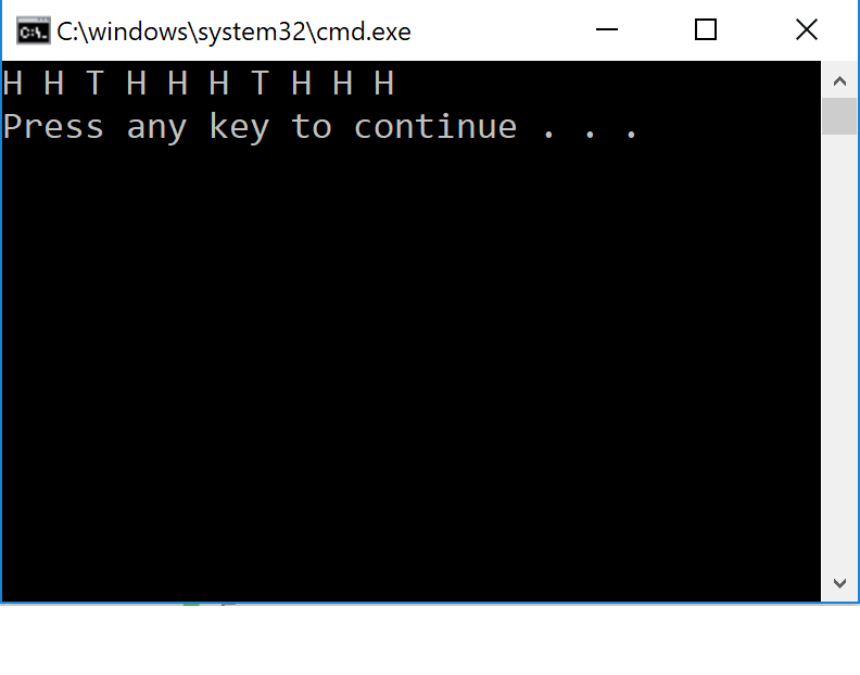 C:\windows\system32\cmd.exe
H H T H H H T H H H
Press any key to continue . . .